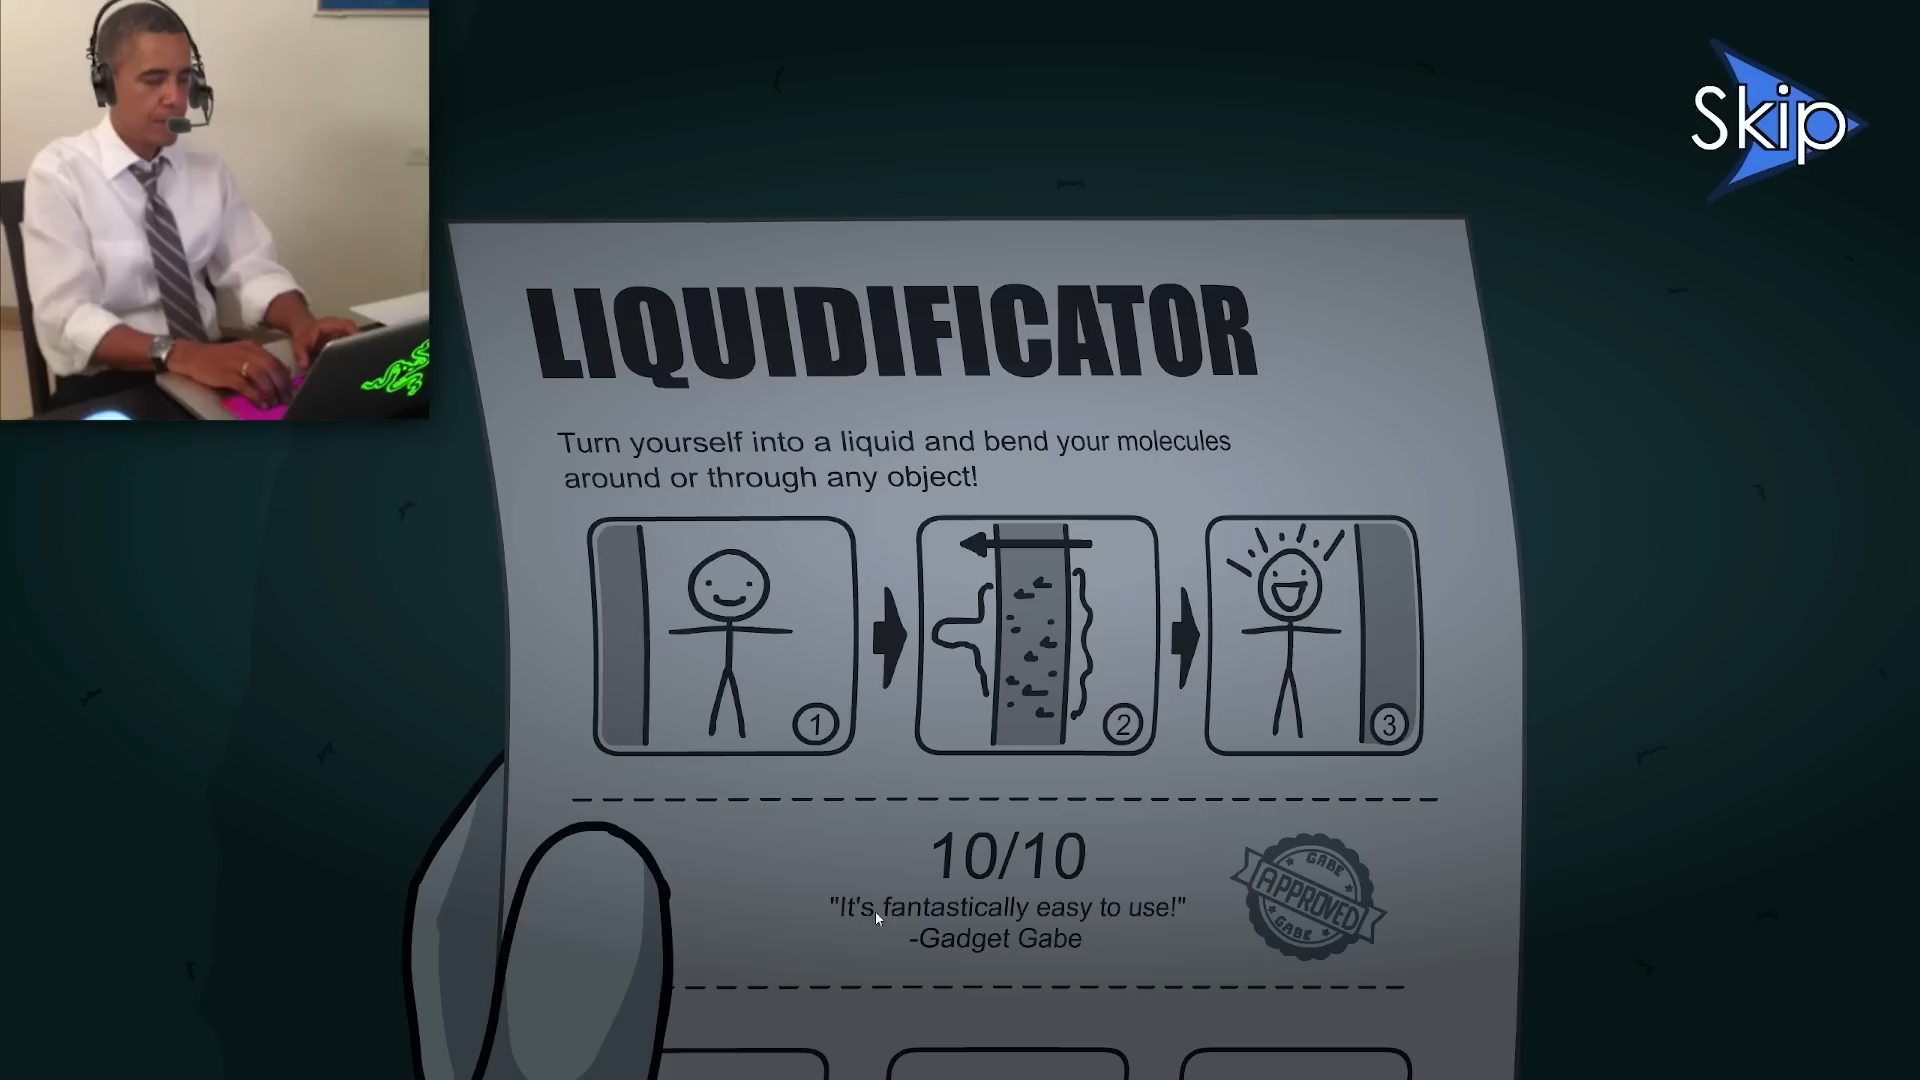 Skip
LIQUIDIFICATOR
Turn yourself into a liquid and bend your molecules
around or through any object!
1
2
3
10/10
"It's fantastically easy to use!"
-Gadget Gabe
GABE
APPROVED
GABE